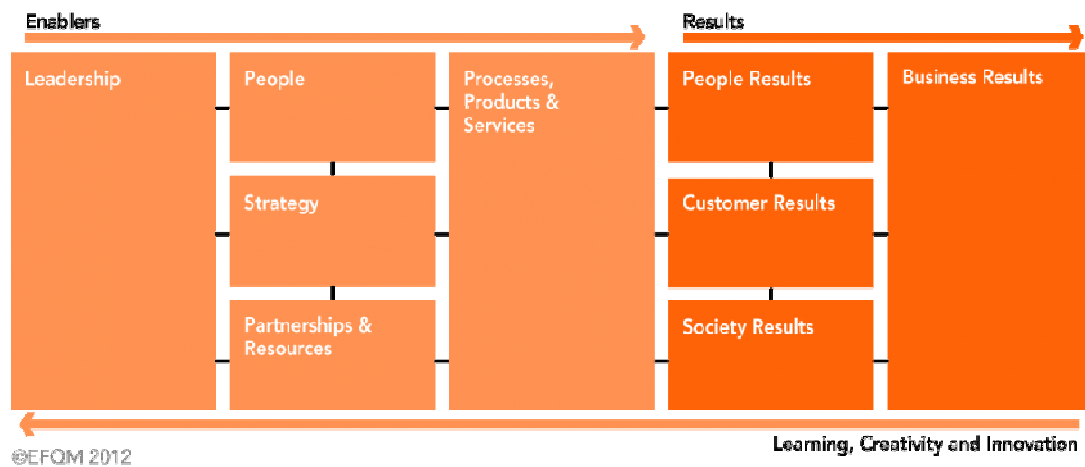 Enablers
Results
Leadership
People
Processes,
Products &
Services
People Results
Business Results
Strategy
Customer Results
Partnerships &
Resources
Society Results
Learning, Creativity and Innovation
©EFQM 2012